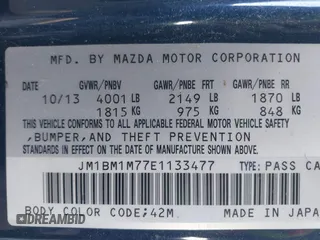 MFD. BY MAZDA MOTOR CORPORATION
GVWR/PNBV GAWR/PNBE FRT GAWR/PNBE RR
10/13 4001 LB 2149 LB 1870 LB
1815 KG 975 KG 848 KG
THIS VEHICLE CONFORMS TO ALL APPLICABLE
FEDERAL MOTOR VEHICLE SAFETY
, BUMPER, AND THEFT PREVENTION
STANDARDS IN EFFECT ON THE DATE OF
MANUFACTURE SHOWN ABOVE.
JM1BM1M77E1133477 TYPE: PASS CA
BODY COLOR CODE: 42M MADE IN JAPA
DREAMBID